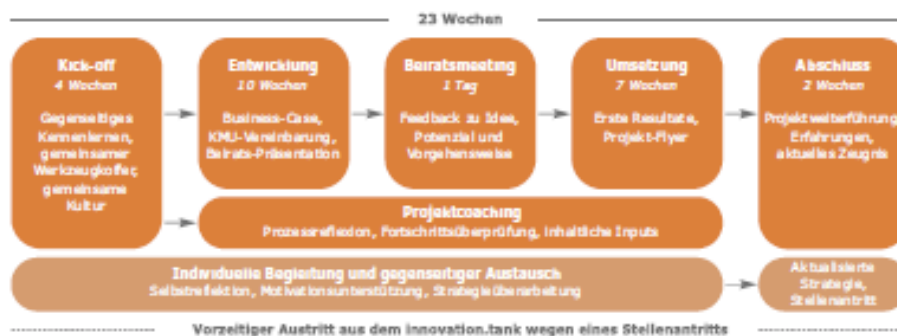 23 Wochen
Kick-off
4 Wochen
Gegenseitiges
Kennenlernen,
gemeinsamer
Werkzeugkoffer,
gemeinsame
Kultur
Entwicklung
10 Wochen
Business-Case,
KMU-Vereinbarung,
Beirats-Präsentation
Beiratsmeeting
1 Tag
Feedback zu Idee,
Potenzial und
Vorgehensweise
Umsetzung
7 Wochen
Erste Resultate,
Projekt-Flyer
Abschluss
2 Wochen
Projektweiterführung,
Erfahrungen,
aktuelles Zeugnis
Projektcoaching
Prozessreflexion, Fortschrittsüberprüfung, Inhaltliche Inputs
Individuelle Begleitung und gegenseitiger Austausch
Selbstreflektion, Motivationsunterstützung, Strategieüberarbeitung
Aktualisierte
Strategie,
Stellenantritt
Vorzeitiger Austritt aus dem innovation.tank wegen eines Stellenantritts